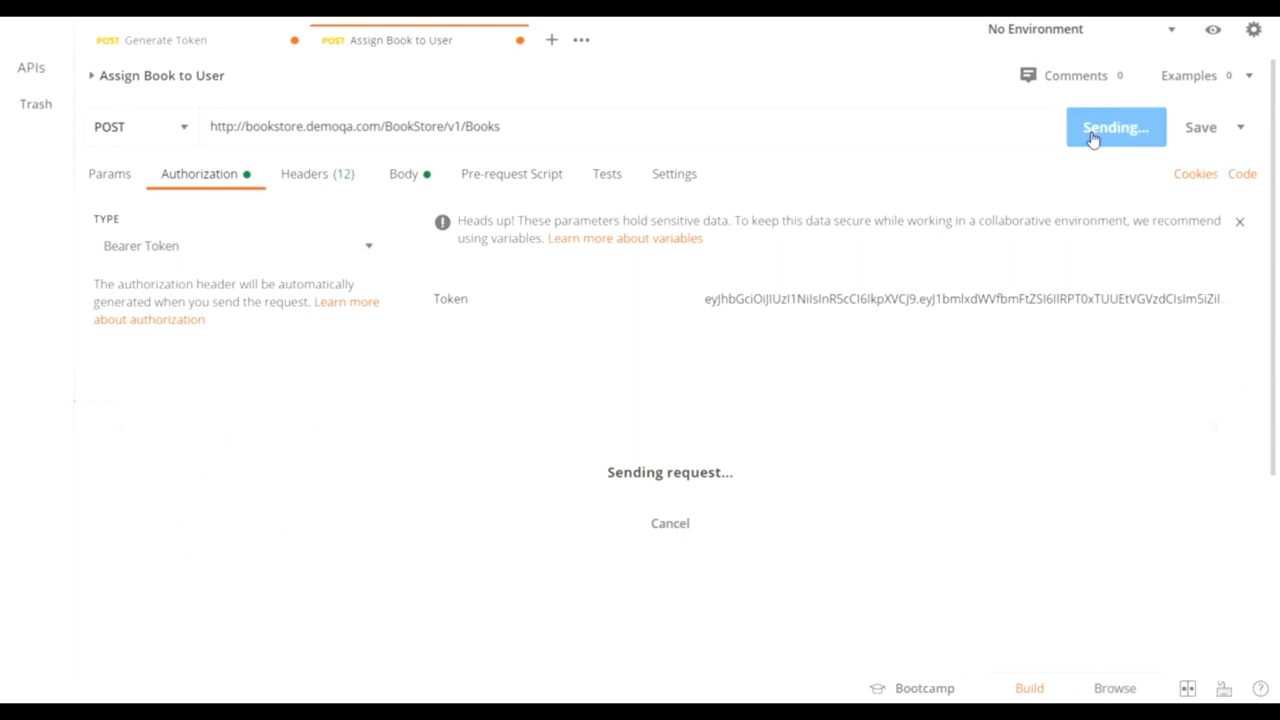 No Environment
POST Generate Token
POST Assign Book to User
APIs
Trash
Assign Book to User
Comments 0
Examples 0
POST
http://bookstore.demoqa.com/BookStore/v1/Books
Sending...
Save
Params
Authorization
Headers (12)
Body
Pre-request Script
Tests
Settings
Cookies
Code
TYPE
Bearer Token
The authorization header will be automatically
generated when you send the request. Learn more
about authorization
Heads up! These parameters hold sensitive data. To keep this data secure while working in a collaborative environment, we recommend
using variables. Learn more about variables
Token
Sending request...
Cancel
Bootcamp
Build
Browse